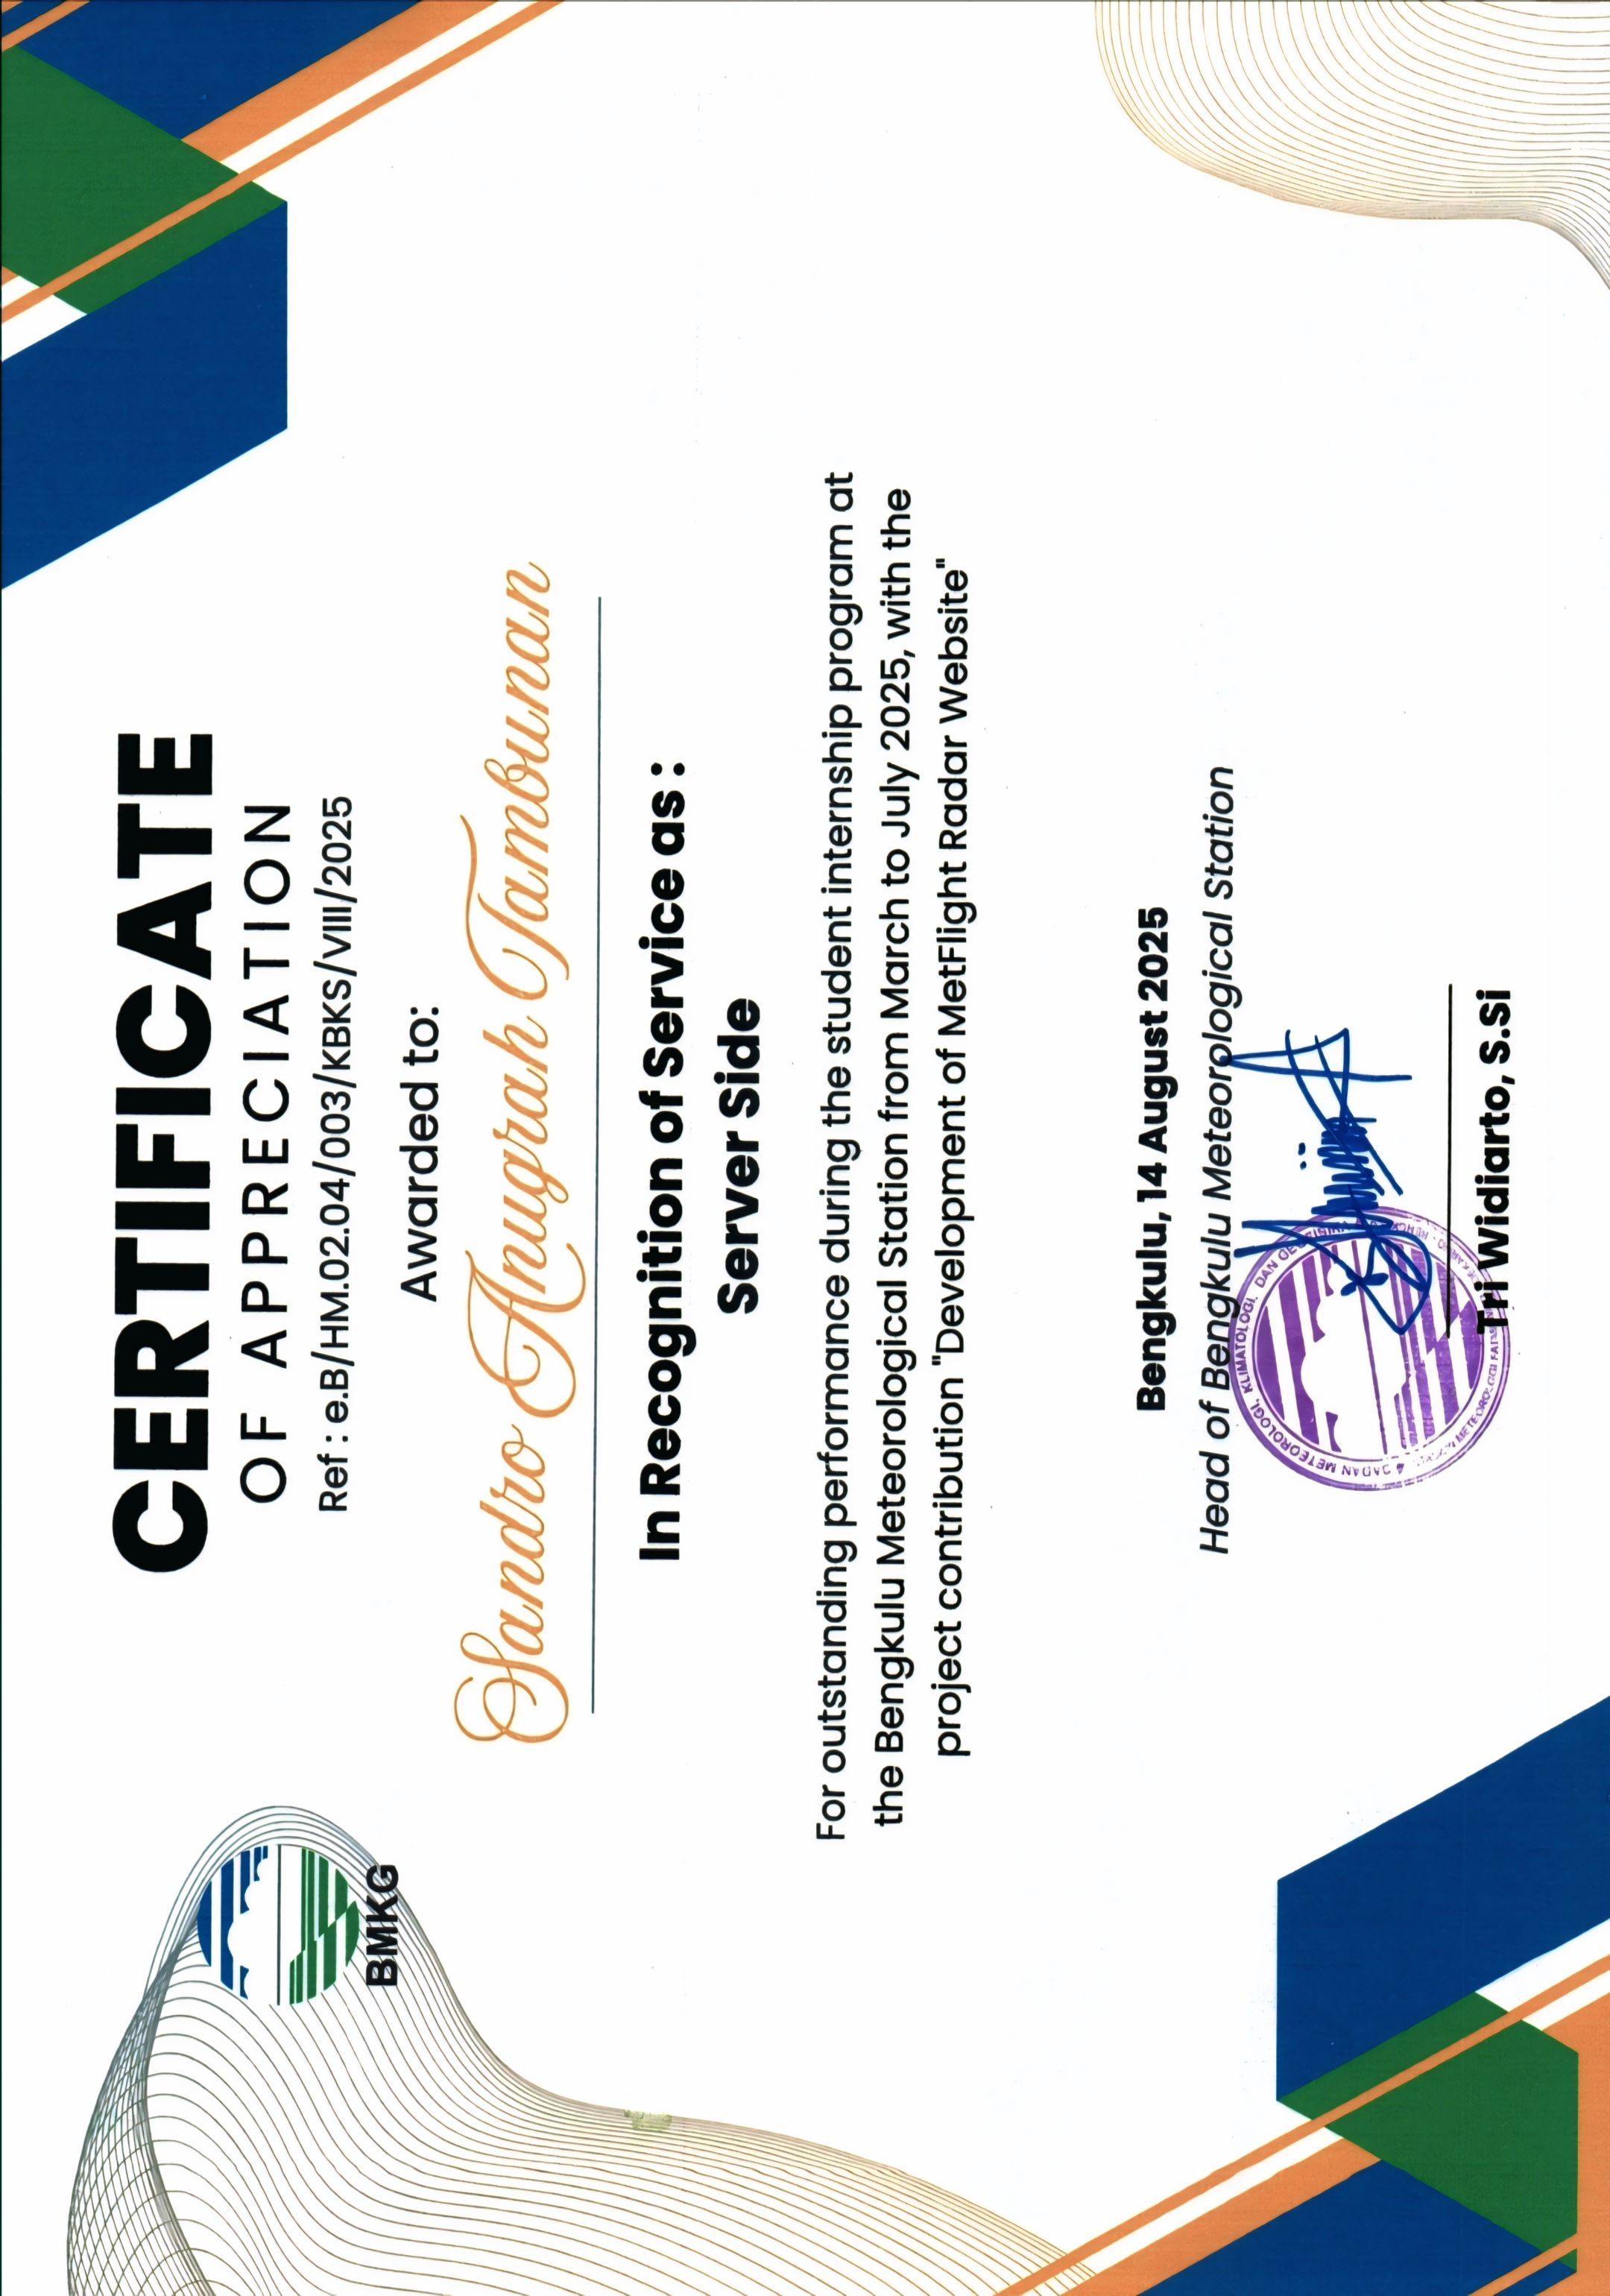 CERTIFICATE
OF APPRECIATION
Ref : e.B/HM.02.04/003/KBKS/VIII/2025
BMKG
Awarded to:
Sandro Anugrah Tambunan
In Recognition of Service as :
Server Side
For outstanding performance during the student internship program at
the Bengkulu Meteorological Station from March to July 2025, with the
project contribution "Development of MetFlight Radar Website"
Bengkulu, 14 August 2025
Head of Bengkulu Meteorological Station
BADAN METEOROLOGI, KLIMATOLOGI, DAN
METEOROLOGI
Tri Widiarto, S.Si